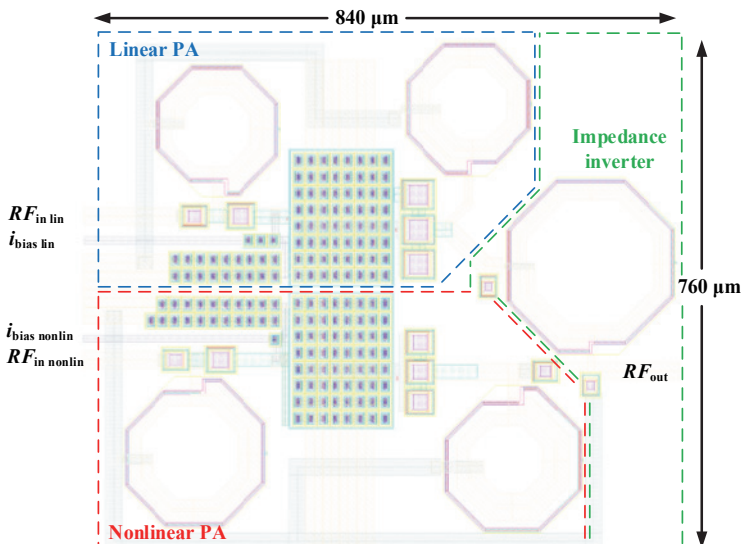 840 μm
Linear PA
Impedance
inverter
RFin lin
ibias lin
760 μm
ibias nonlin
RFin nonlin
RFout
Nonlinear PA